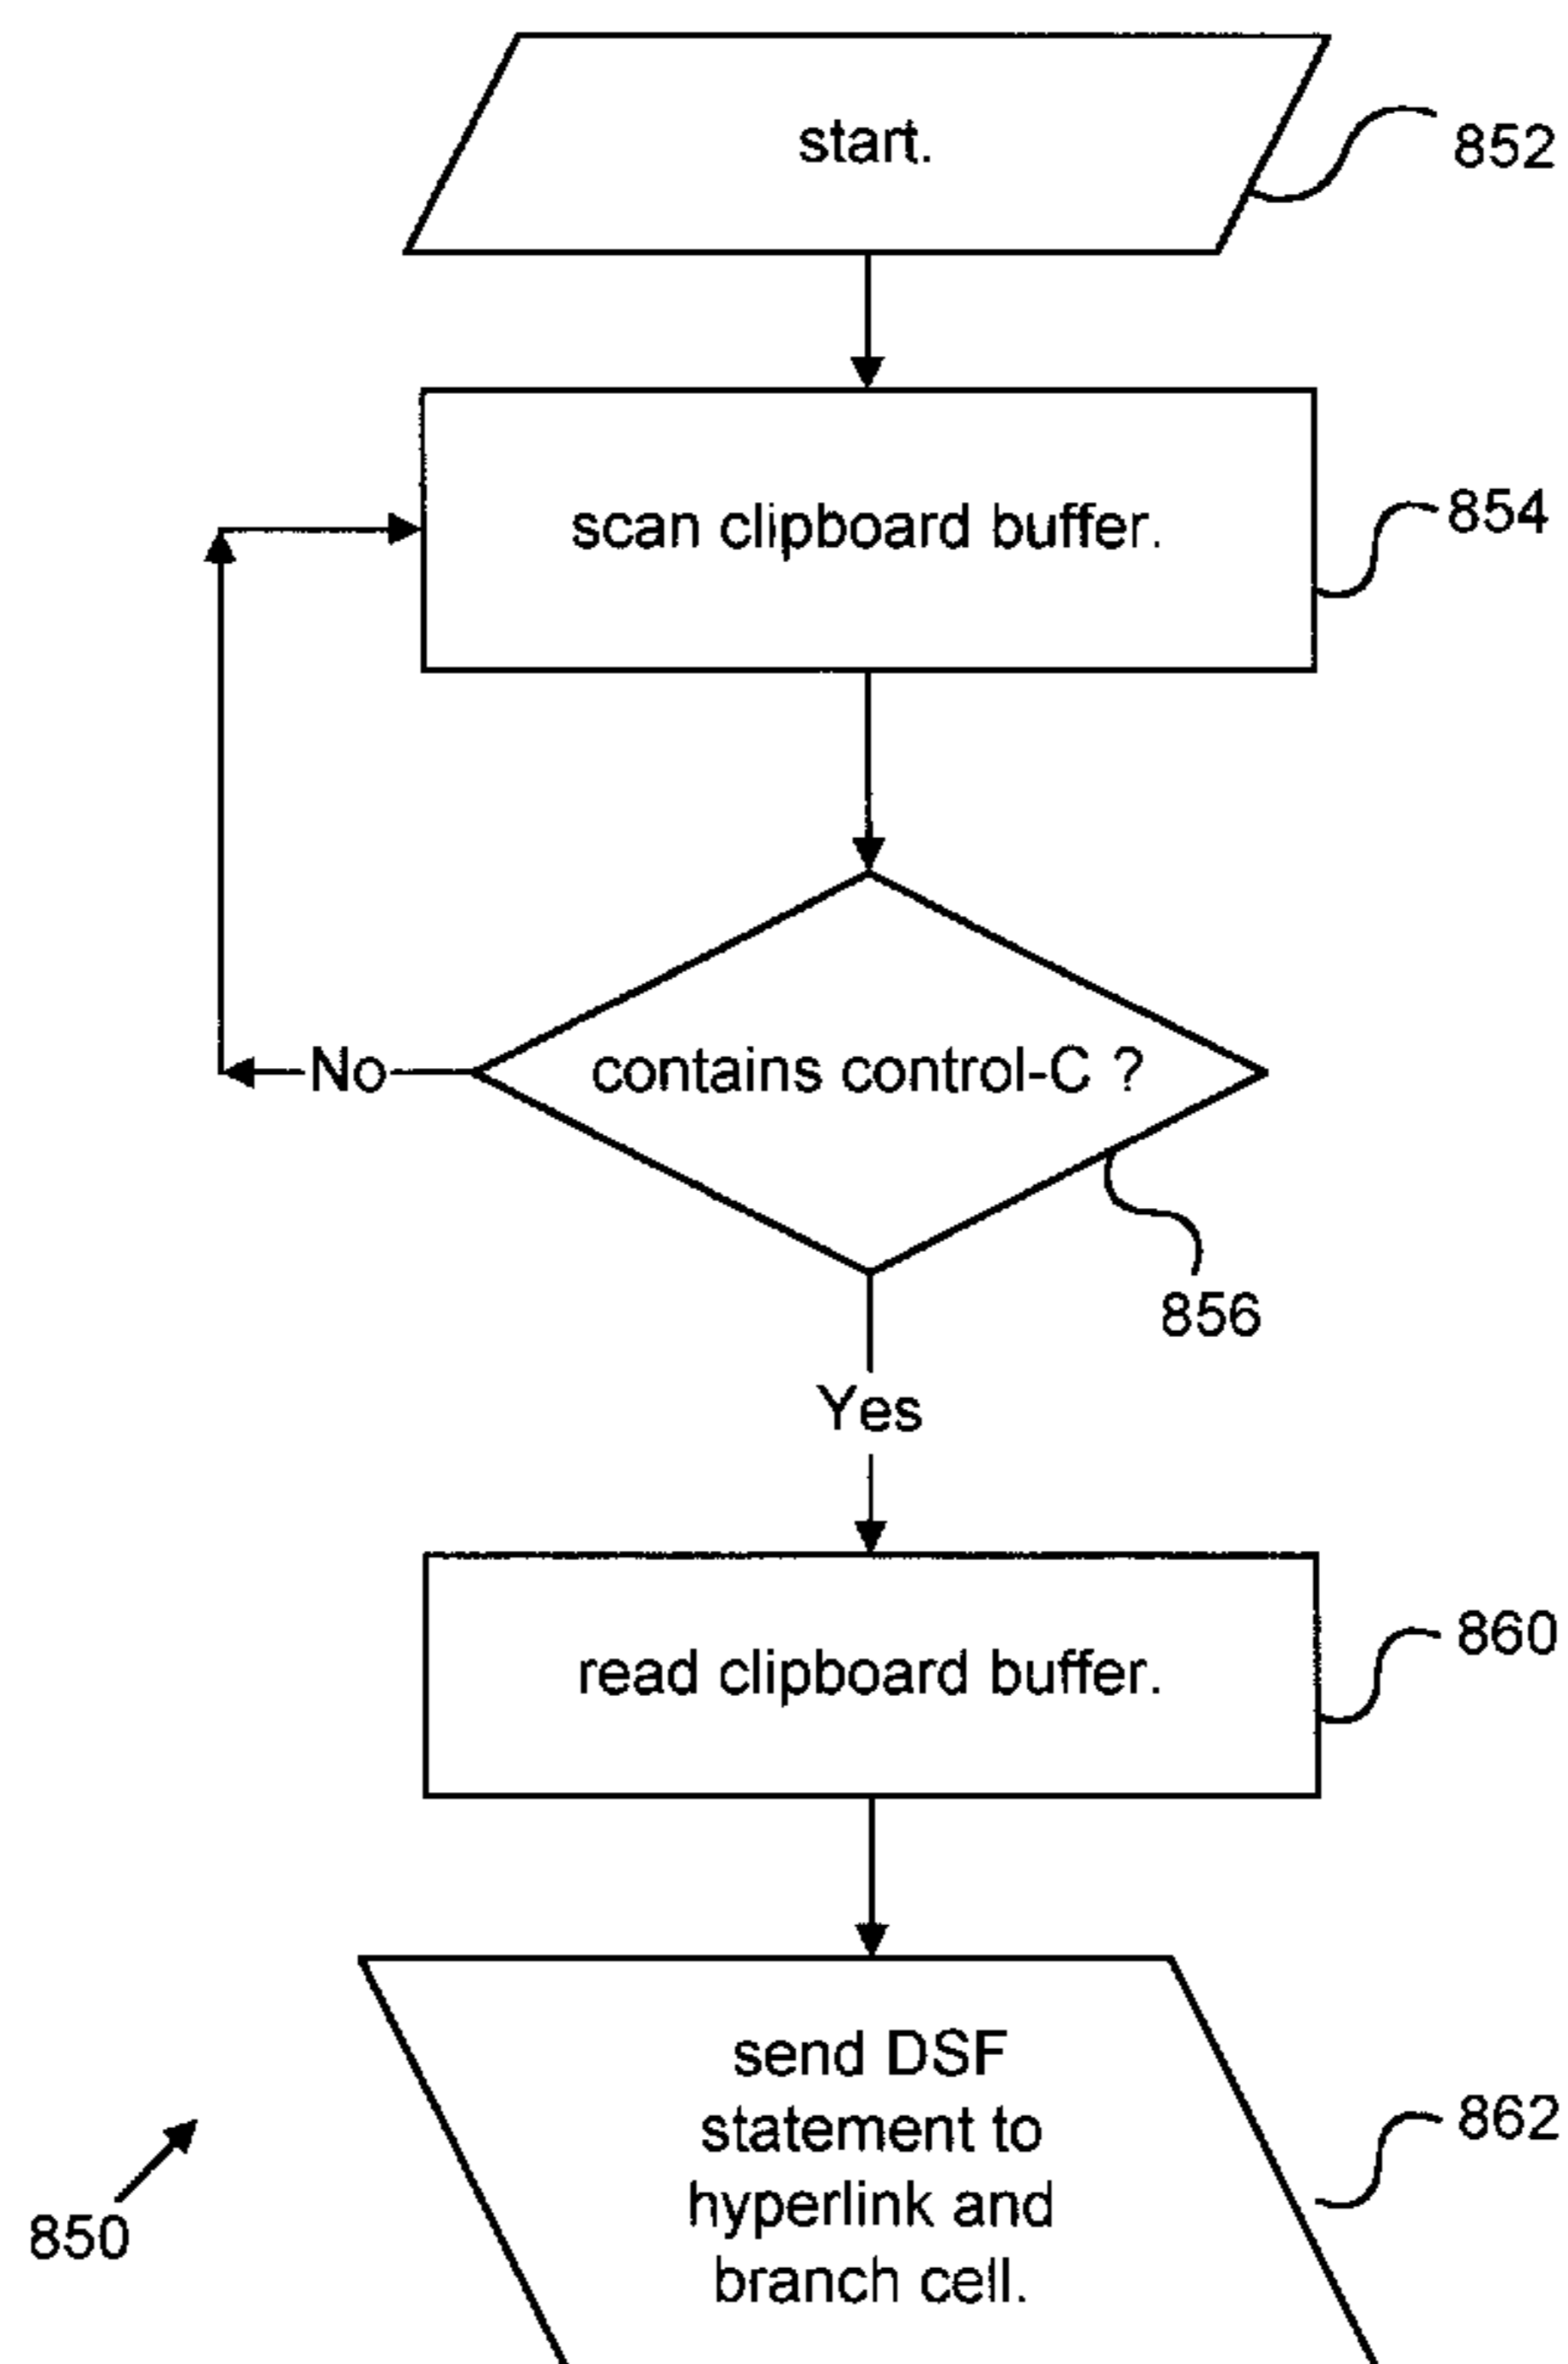 start.
852
scan clipboard buffer.
854
No
contains control-C ?
856
Yes
read clipboard buffer.
860
send DSF
statement to
hyperlink and
branch cell.
862
850